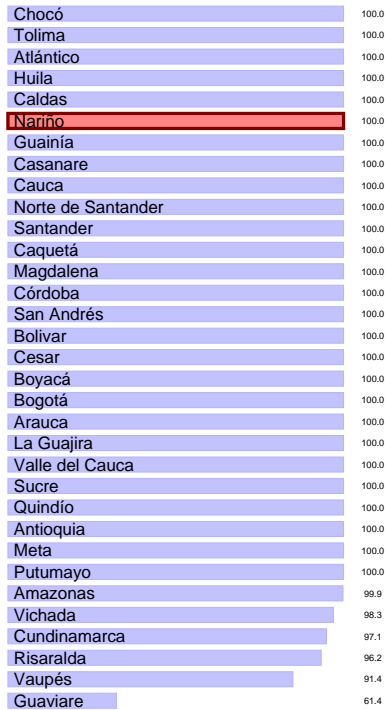 Chocó 100.0
Tolima 100.0
Atlántico 100.0
Huila 100.0
Caldas 100.0
Nariño 100.0
Guainía 100.0
Casanare 100.0
Cauca 100.0
Norte de Santander 100.0
Santander 100.0
Caquetá 100.0
Magdalena 100.0
Córdoba 100.0
San Andrés 100.0
Bolivar 100.0
Cesar 100.0
Boyacá 100.0
Bogotá 100.0
Arauca 100.0
La Guajira 100.0
Valle del Cauca 100.0
Sucre 100.0
Quindío 100.0
Antioquia 100.0
Meta 100.0
Putumayo 100.0
Amazonas 99.9
Vichada 98.3
Cundinamarca 97.1
Risaralda 96.2
Vaupés 91.4
Guaviare 61.4